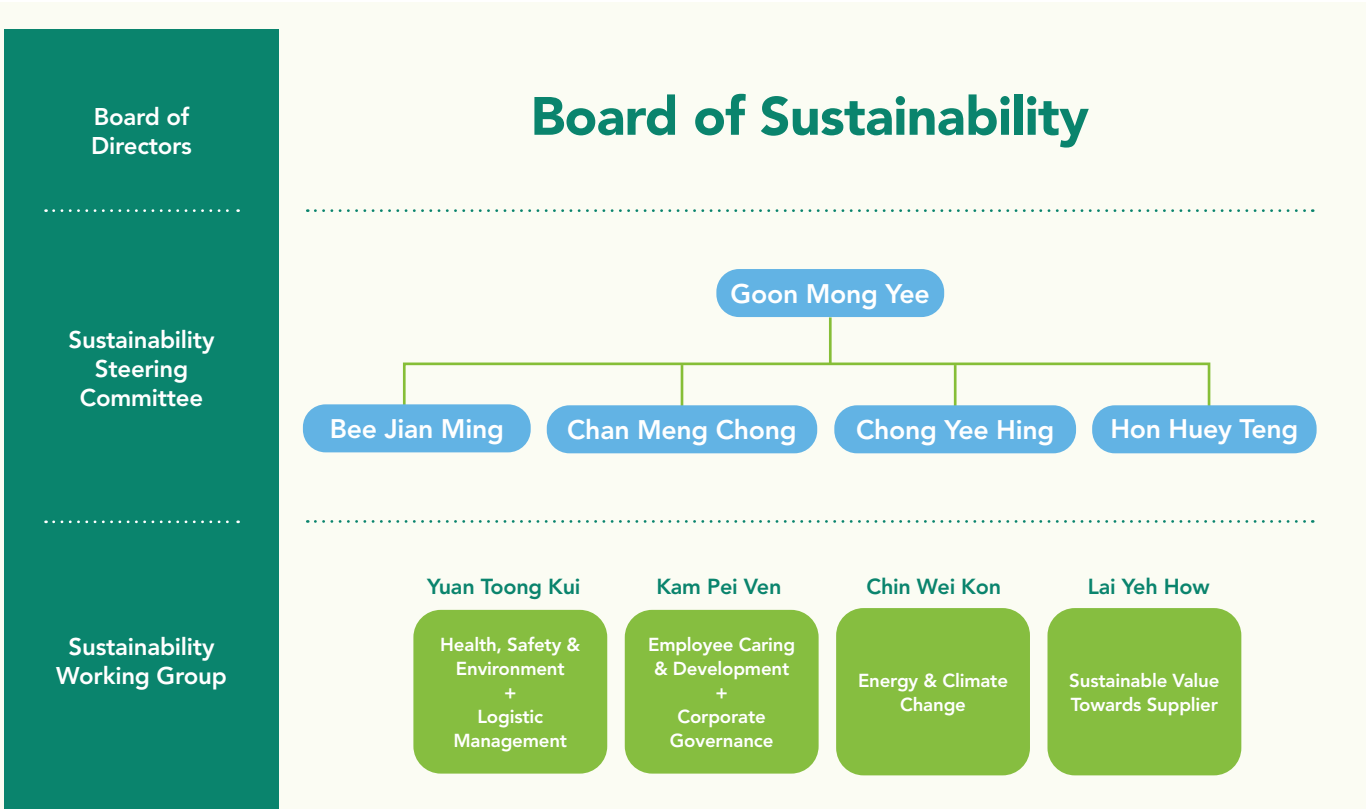 Board of
Directors
Board of Sustainability
Sustainability
Steering
Committee
Goon Mong Yee
Bee Jian Ming
Chan Meng Chong
Chong Yee Hing
Hon Huey Teng
Sustainability
Working Group
Yuan Toong Kui
Health, Safety &
Environment
+
Logistic
Management
Kam Pei Ven
Employee Caring
& Development
+
Corporate
Governance
Chin Wei Kon
Energy & Climate
Change
Lai Yeh How
Sustainable Value
Towards Supplier